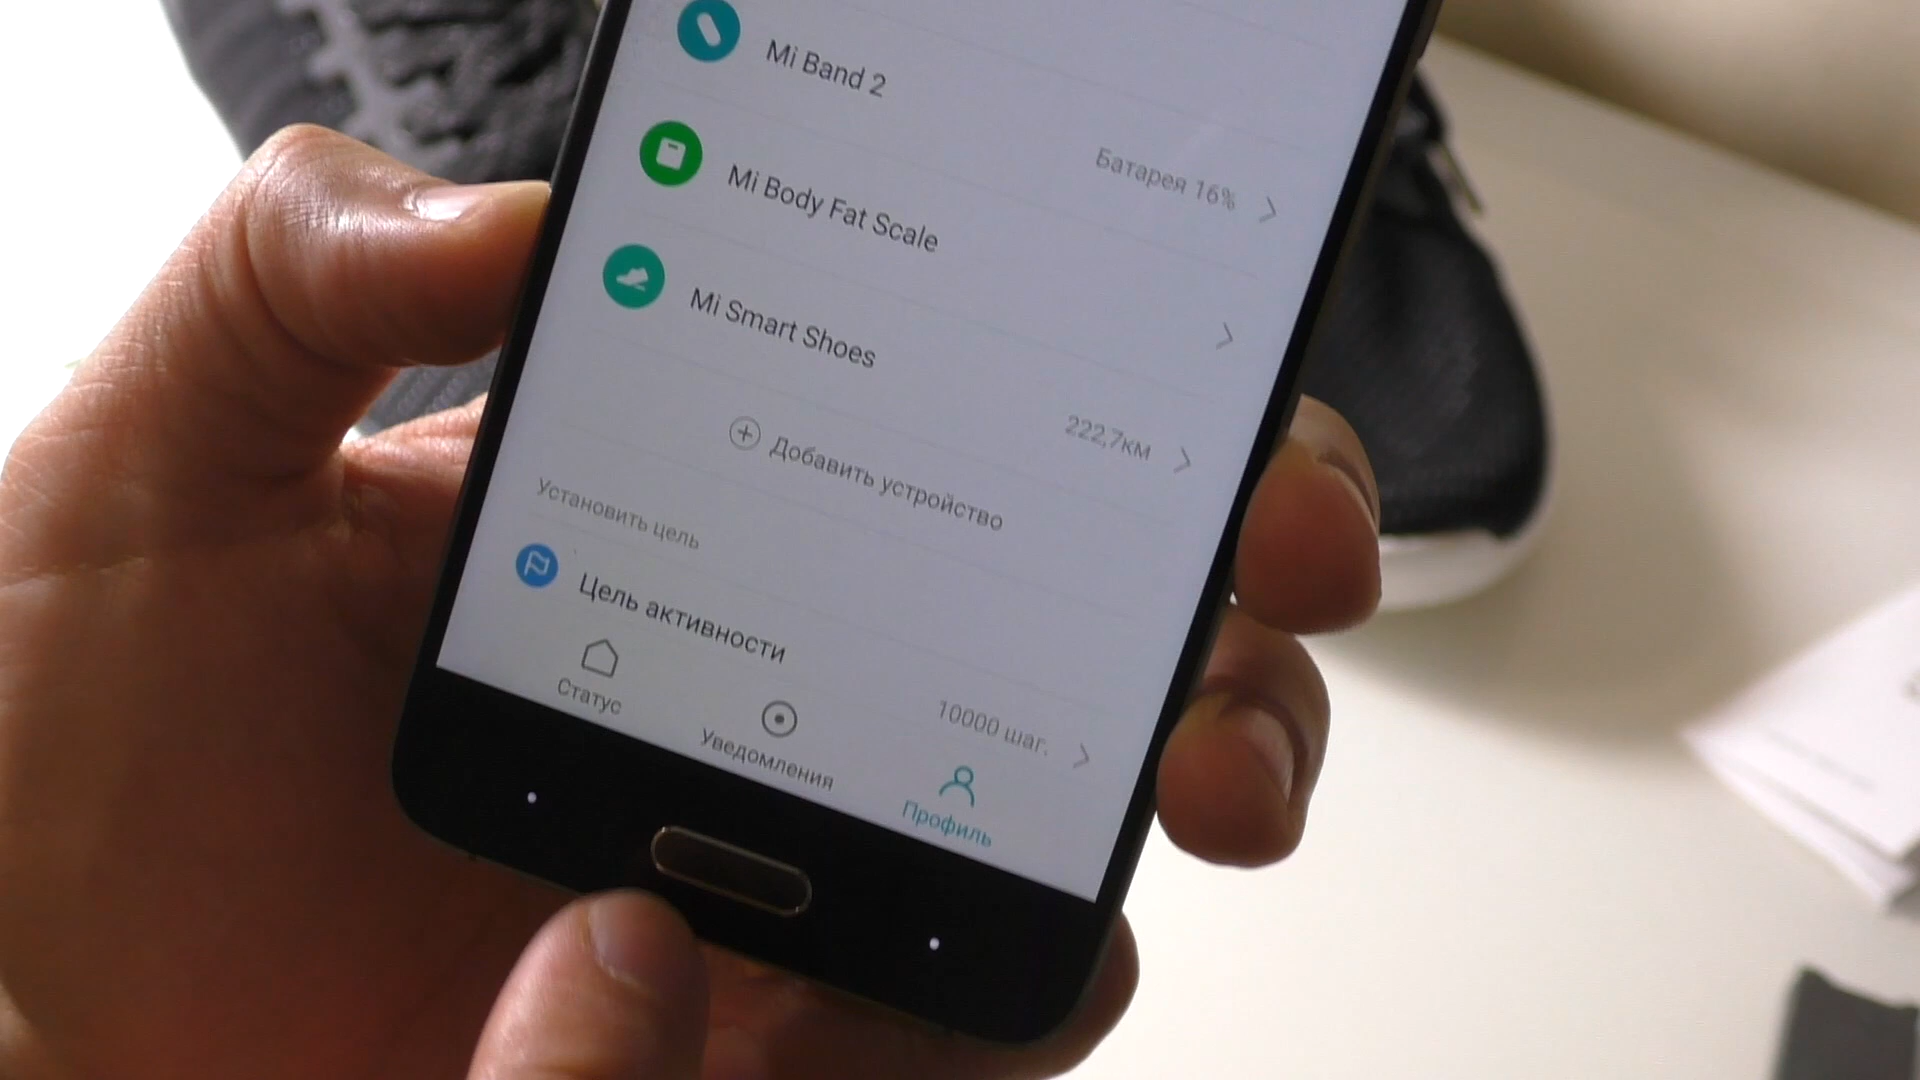 Mi Band 2
Батарея 16%
Mi Body Fat Scale
Mi Smart Shoes
222,7км
Добавить устройство
Установить цель
Цель активности
10000 шаг.
Статус
Уведомления
Профиль